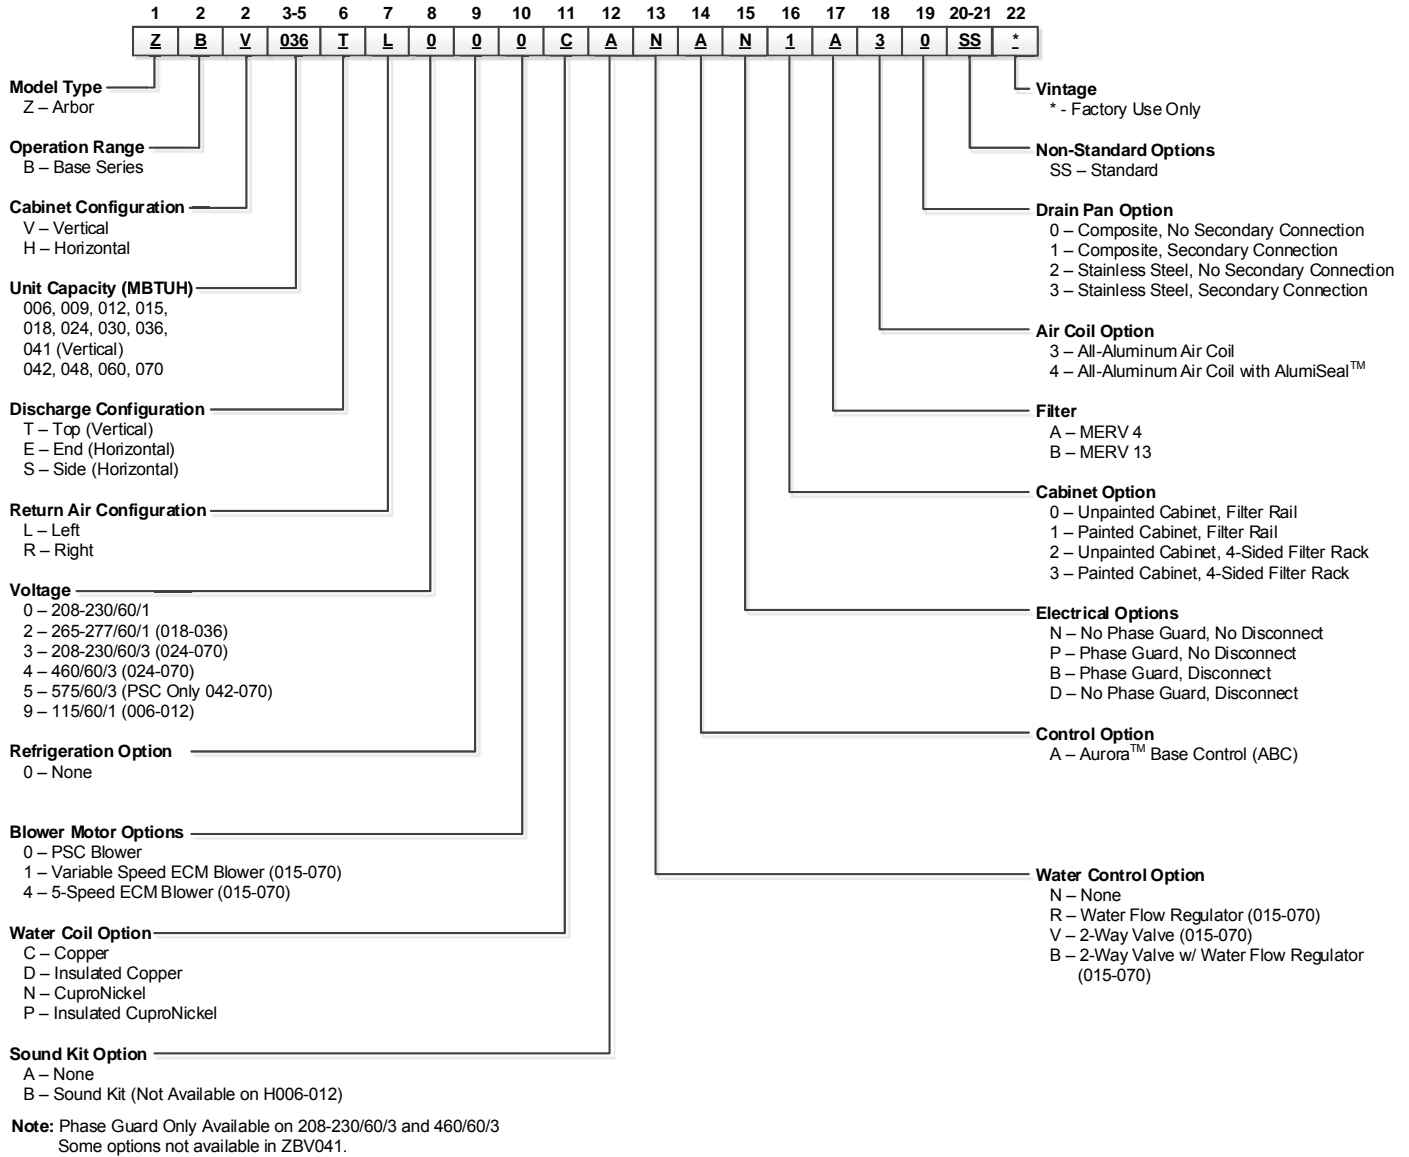 1 2 2 3-5 6 7 8 9 10 11 12 13 14 15 16 17 18 19 20-21 22
Z B V 036 T L 0 0 0 C A N A N 1 A 3 0 SS *
Model Type
Z – Arbor
Operation Range
B – Base Series
Cabinet Configuration
V – Vertical
H – Horizontal
Unit Capacity (MBTUH)
006, 009, 012, 015,
018, 024, 030, 036,
041 (Vertical)
042, 048, 060, 070
Discharge Configuration
T – Top (Vertical)
E – End (Horizontal)
S – Side (Horizontal)
Return Air Configuration
L – Left
R – Right
Voltage
0 – 208-230/60/1
2 – 265-277/60/1 (018-036)
3 – 208-230/60/3 (024-070)
4 – 460/60/3 (024-070)
5 – 575/60/3 (PSC Only 042-070)
9 – 115/60/1 (006-012)
Refrigeration Option
0 – None
Blower Motor Options
0 – PSC Blower
1 – Variable Speed ECM Blower (015-070)
4 – 5-Speed ECM Blower (015-070)
Water Coil Option
C – Copper
D – Insulated Copper
N – CuproNickel
P – Insulated CuproNickel
Sound Kit Option
A – None
B – Sound Kit (Not Available on H006-012)
Note: Phase Guard Only Available on 208-230/60/3 and 460/60/3
Some options not available in ZBV041.
Vintage
* - Factory Use Only
Non-Standard Options
SS – Standard
Drain Pan Option
0 – Composite, No Secondary Connection
1 – Composite, Secondary Connection
2 – Stainless Steel, No Secondary Connection
3 – Stainless Steel, Secondary Connection
Air Coil Option
3 – All-Aluminum Air Coil
4 – All-Aluminum Air Coil with AlumiSeal™
Filter
A – MERV 4
B – MERV 13
Cabinet Option
0 – Unpainted Cabinet, Filter Rail
1 – Painted Cabinet, Filter Rail
2 – Unpainted Cabinet, 4-Sided Filter Rack
3 – Painted Cabinet, 4-Sided Filter Rack
Electrical Options
N – No Phase Guard, No Disconnect
P – Phase Guard, No Disconnect
B – Phase Guard, Disconnect
D – No Phase Guard, Disconnect
Control Option
A – Aurora™ Base Control (ABC)
Water Control Option
N – None
R – Water Flow Regulator (015-070)
V – 2-Way Valve (015-070)
B – 2-Way Valve w/ Water Flow Regulator
(015-070)